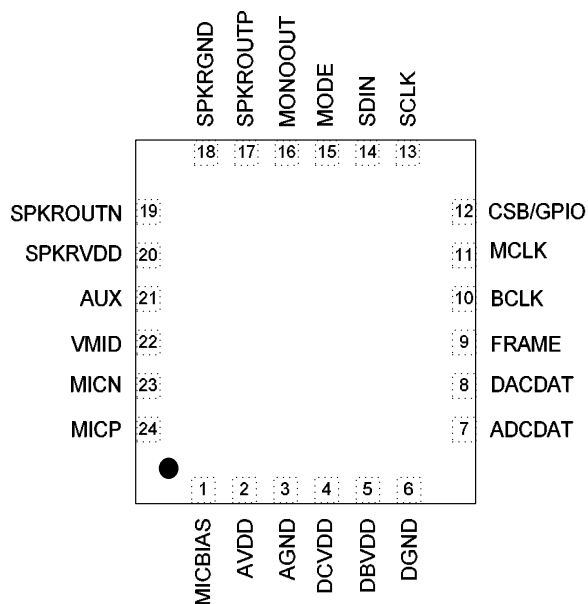 SPKRGND
SPKROUTP
MONOOUT
MODE
SDIN
SCLK
18
17
16
15
14
13
SPKROUTN 19
SPKRVDD 20
AUX 21
VMID 22
MICN 23
MICP 24
12 CSB/GPIO
11 MCLK
10 BCLK
9 FRAME
8 DACDAT
7 ADCDAT
1
2
3
4
5
6
MICBIAS
AVDD
AGND
DCVDD
DBVDD
DGND